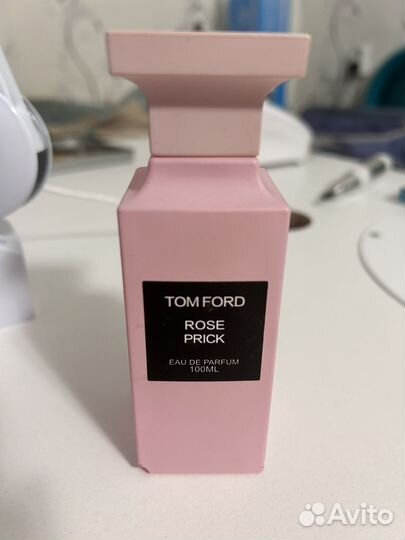 TOM FORD
ROSE
PRICK
EAU DE PARFUM
100ML
Avito